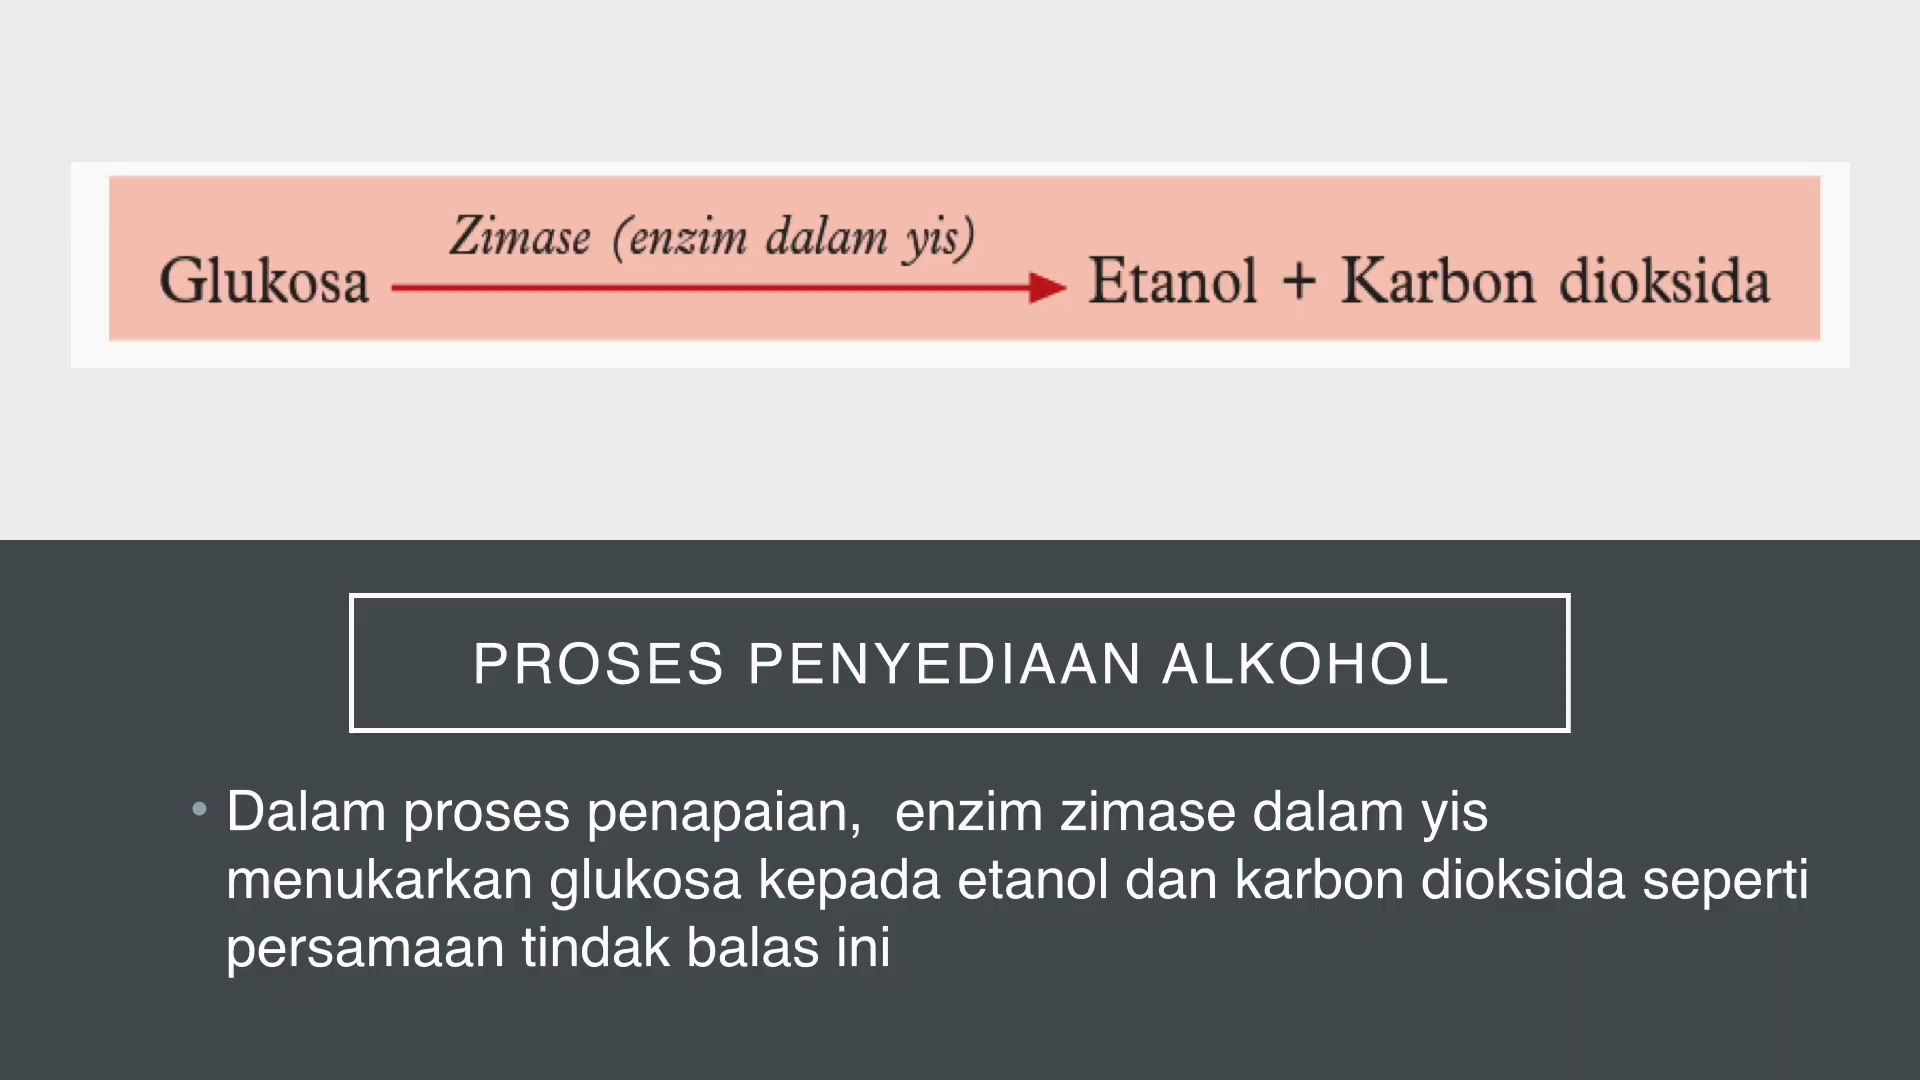 Zimase (enzim dalam yis)
Glukosa Etanol + Karbon dioksida
PROSES PENYEDIAAN ALKOHOL
• Dalam proses penapaian,  enzim zimase dalam yis
menukarkan glukosa kepada etanol dan karbon dioksida seperti
persamaan tindak balas ini